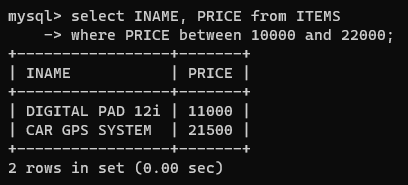 mysql> select INAME, PRICE from ITEMS
    -> where PRICE between 10000 and 22000;
+----------------+-------+
| INAME          | PRICE |
+----------------+-------+
| DIGITAL PAD 12i | 11000 |
| CAR GPS SYSTEM  | 21500 |
+----------------+-------+
2 rows in set (0.00 sec)